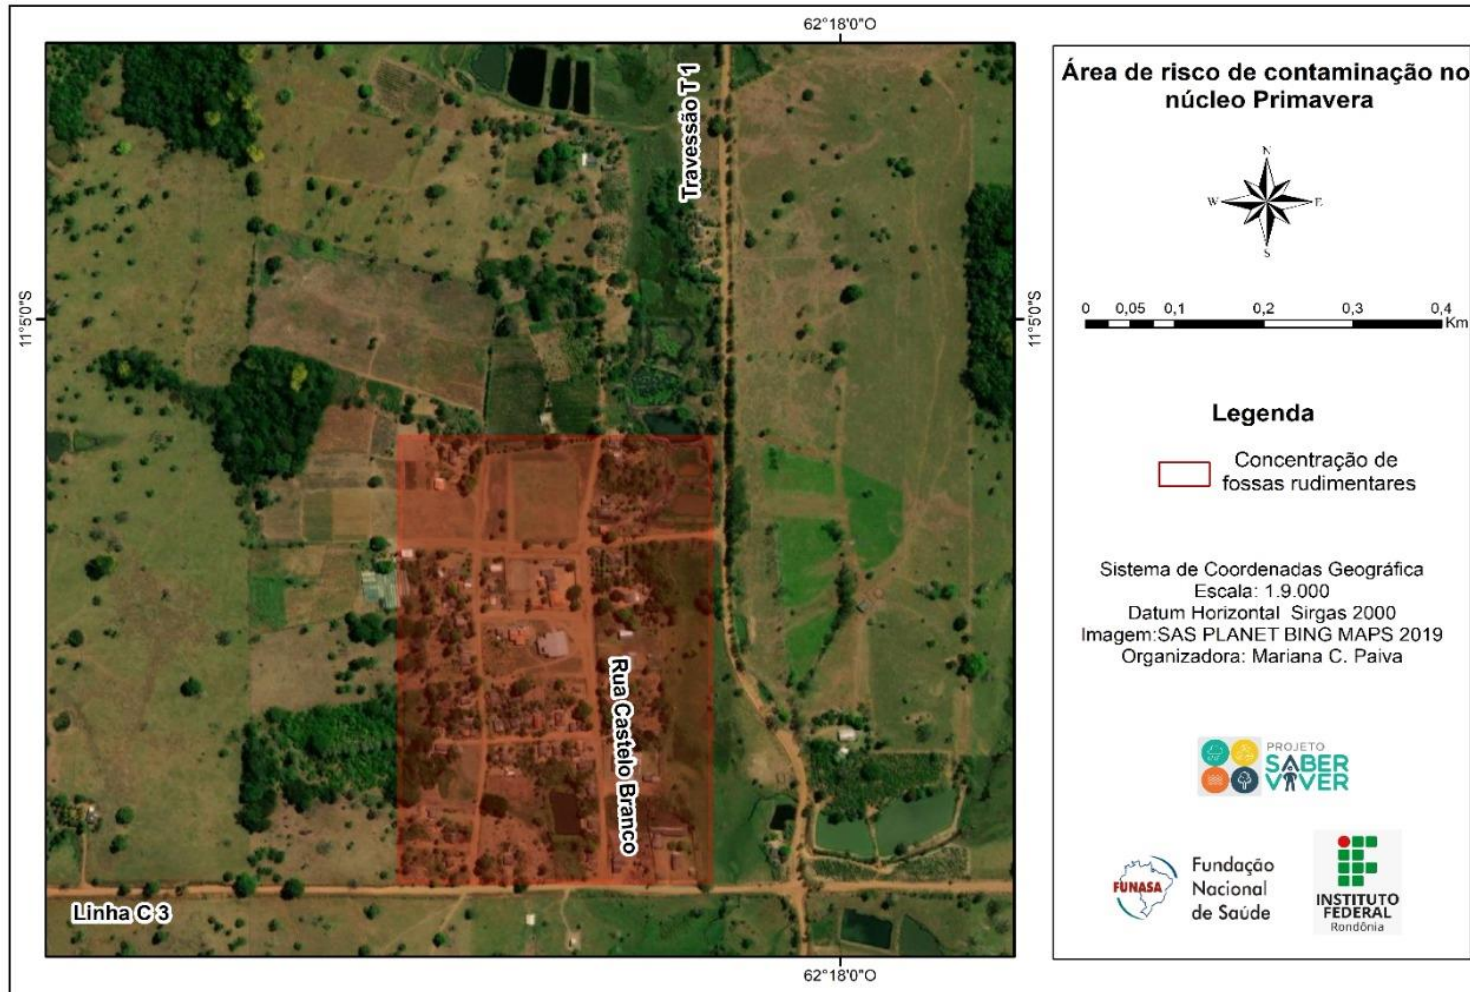 62°18'0"O
Travessão T 1
11°5'0"S
11°5'0"S
Rua Castelo Branco
Linha C 3
62°18'0"O
Área de risco de contaminação no
núcleo Primavera
N
W
E
S
0 0,05 0,1 0,2 0,3 0,4
Km
Legenda
Concentração de
fossas rudimentares
Sistema de Coordenadas Geográfica
Escala: 1.9.000
Datum Horizontal Sirgas 2000
Imagem:SAS PLANET BING MAPS 2019
Organizadora: Mariana C. Paiva
PROJETO
SABER
VIVER
FUNASA
Fundação
Nacional
de Saúde
INSTITUTO
FEDERAL
Rondônia